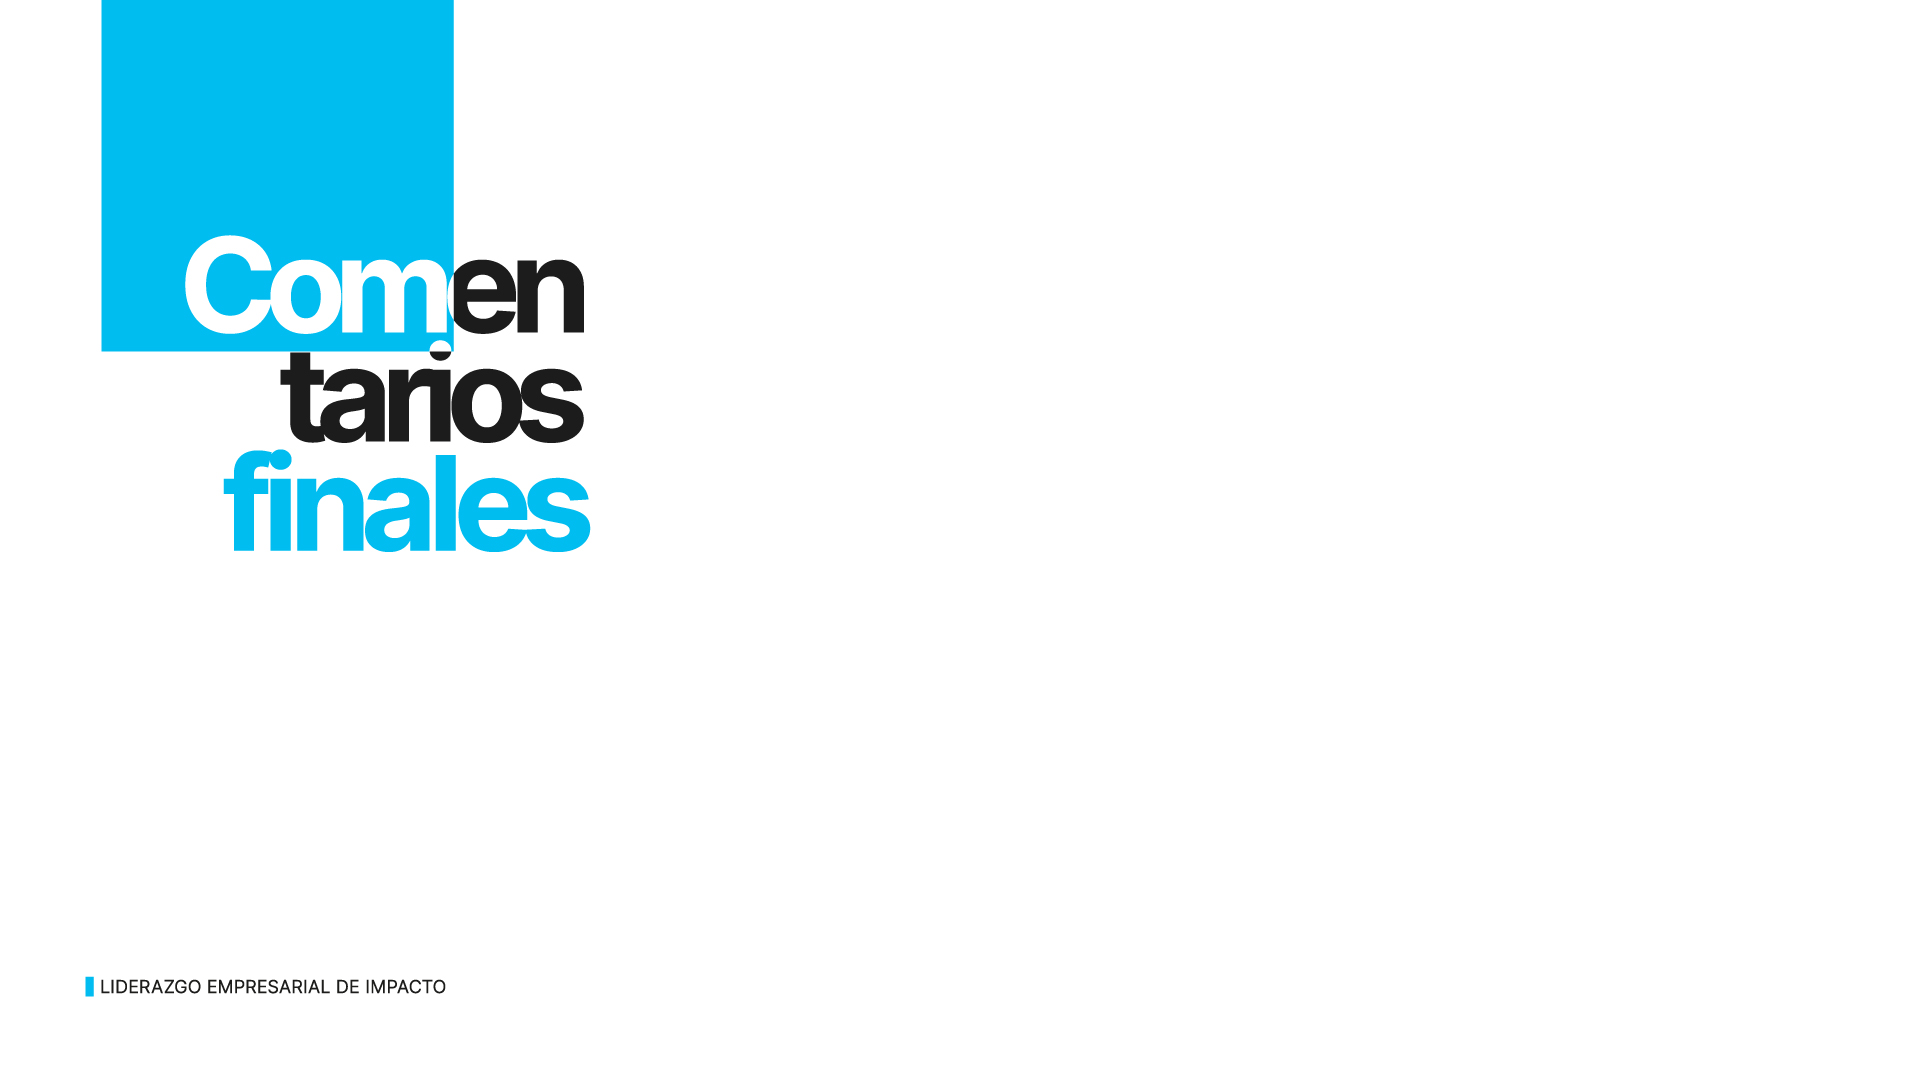 Comen
tarios
finales
LIDERAZGO EMPRESARIAL DE IMPACTO